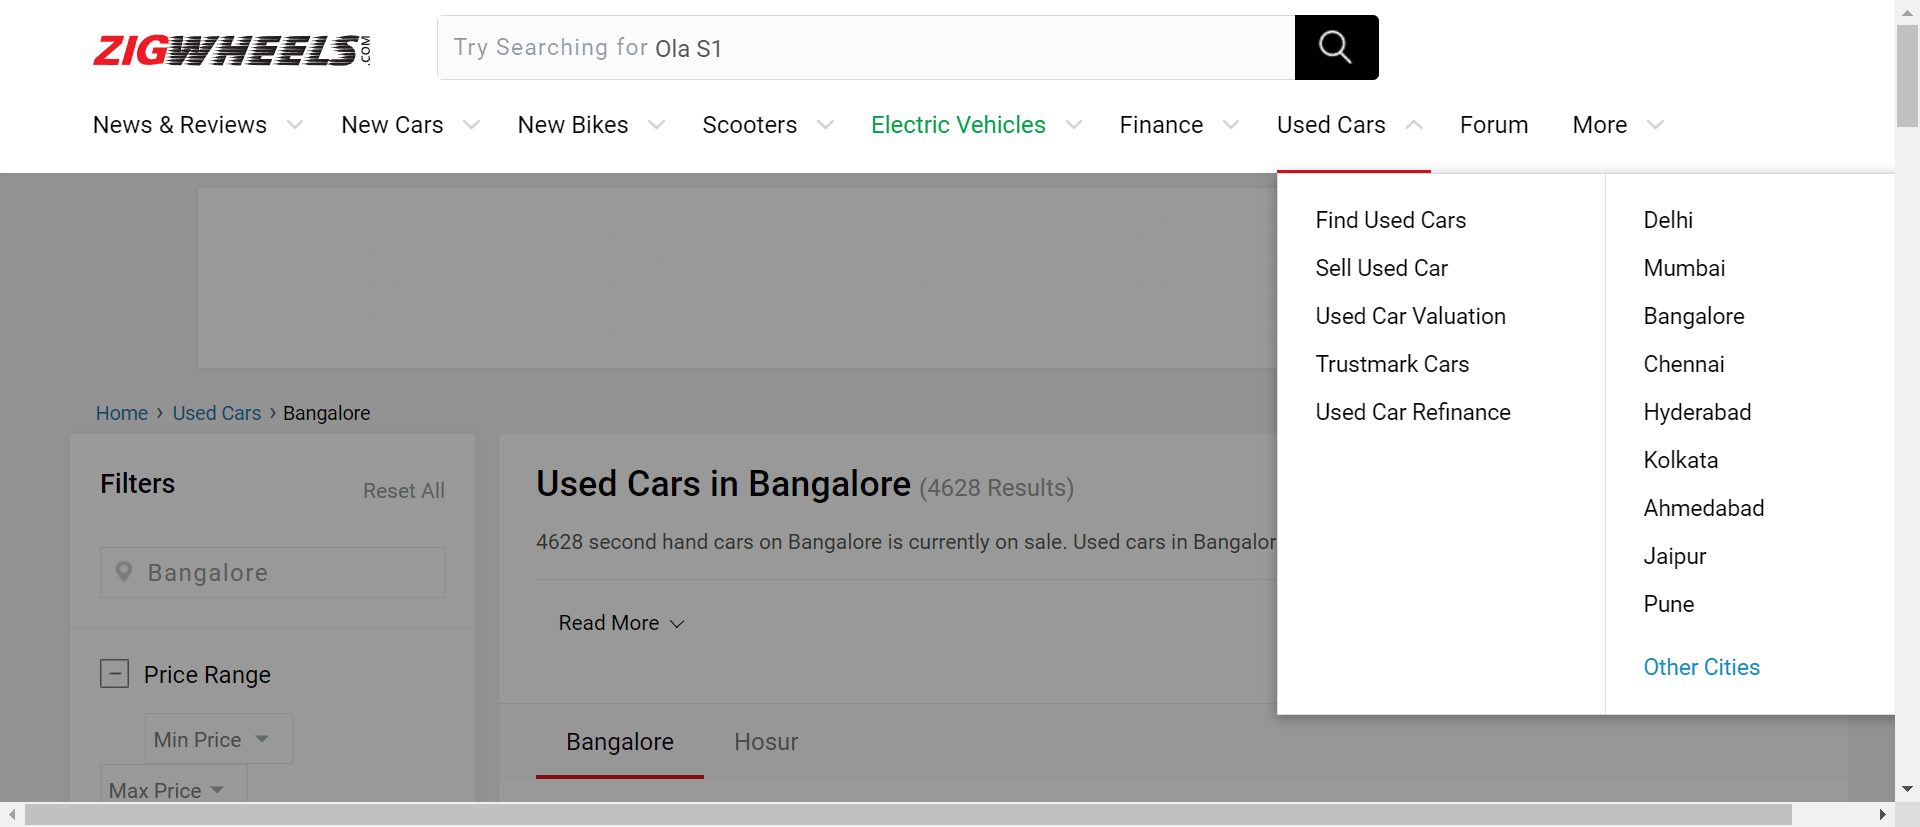 ZIGWHEELS.COM
Try Searching for Ola S1
News & Reviews New Cars New Bikes Scooters Electric Vehicles Finance Used Cars Forum More
Find Used Cars
Sell Used Car
Used Car Valuation
Trustmark Cars
Used Car Refinance
Delhi
Mumbai
Bangalore
Chennai
Hyderabad
Kolkata
Ahmedabad
Jaipur
Pune
Other Cities
Home › Used Cars › Bangalore
Filters
Reset All
Bangalore
Price Range
Min Price
Max Price
Used Cars in Bangalore (4628 Results)
4628 second hand cars on Bangalore is currently on sale. Used cars in Bangalor
Read More
Bangalore Hosur